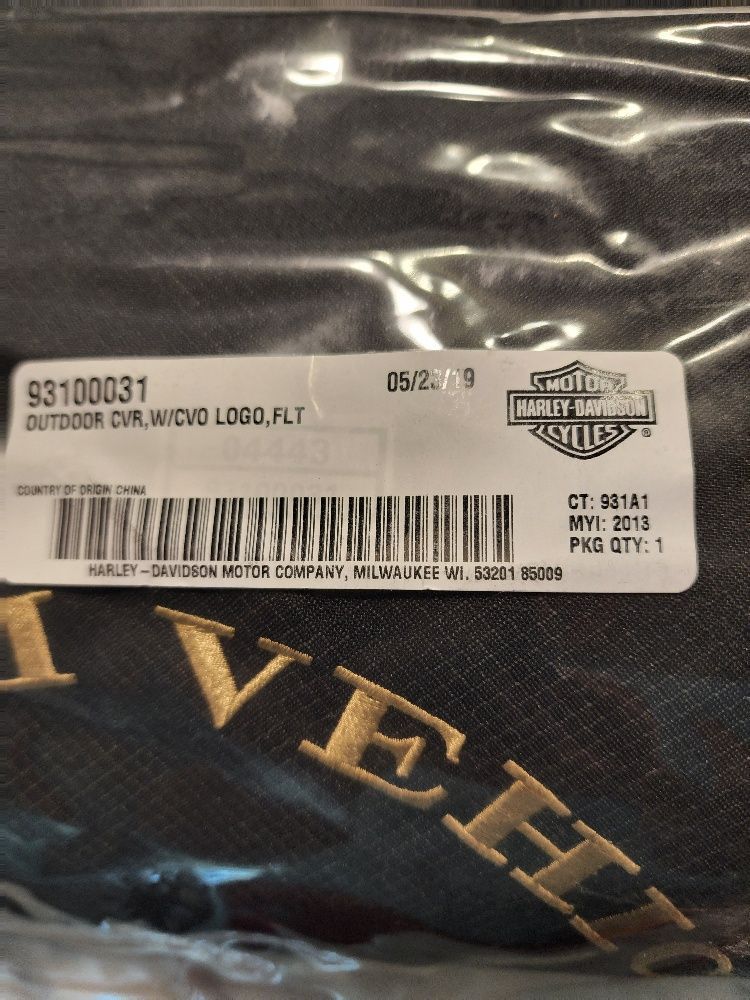 93100031
05/23/19
OUTDOOR CVR,W/CVO LOGO,FLT
MOTOR
HARLEY-DAVIDSON
CYCLES
®
COUNTRY OF ORIGIN CHINA
CT: 931A1
MYI: 2013
PKG QTY: 1
HARLEY-DAVIDSON MOTOR COMPANY, MILWAUKEE WI. 53201 85009
VEHIC